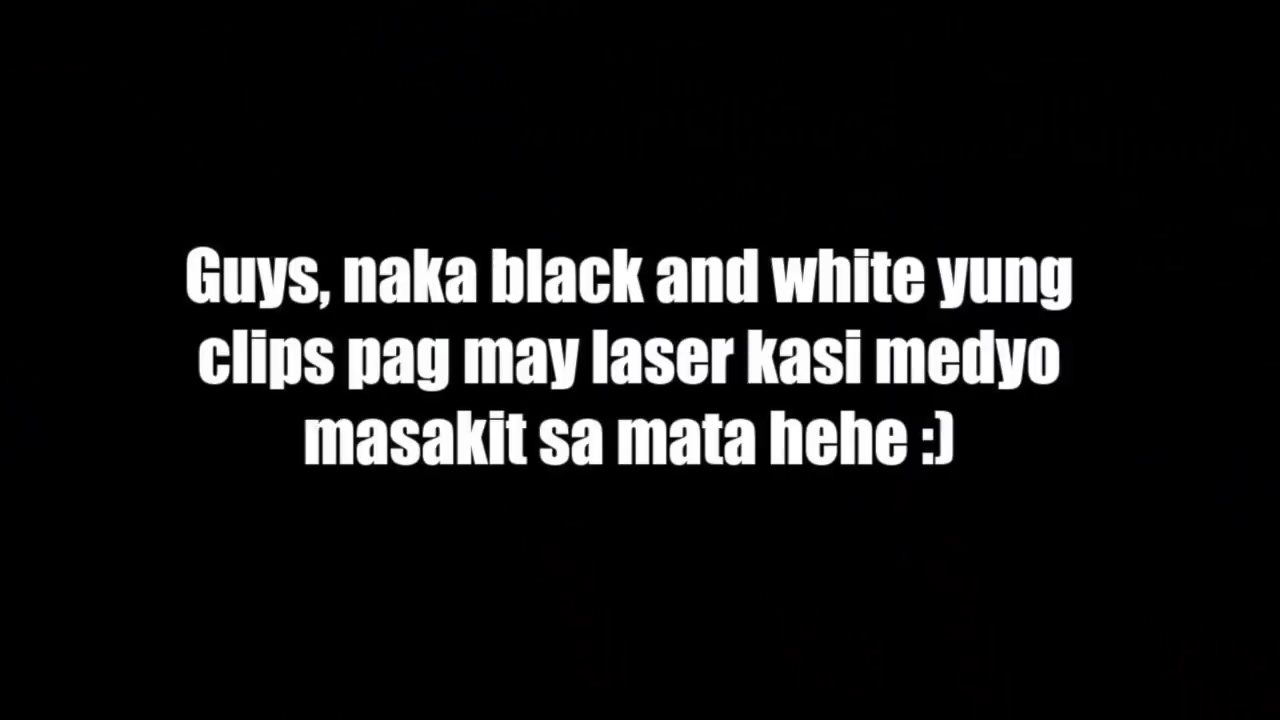 Guys, naka black and white yung
clips pag may laser kasi medyo
masakit sa mata hehe :)